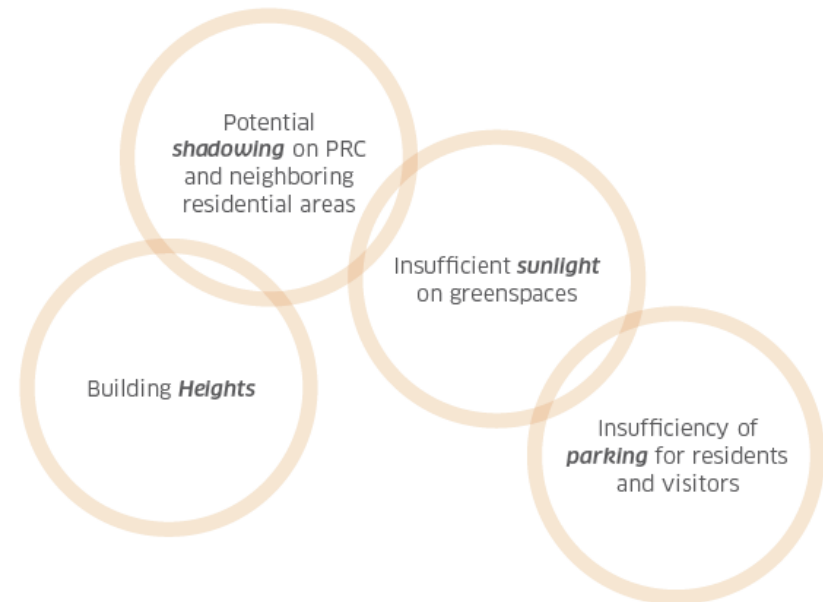 Potential
shadowing on PRC
and neighboring
residential areas
Insufficient sunlight
on greenspaces
Building Heights
Insufficiency of
parking for residents
and visitors